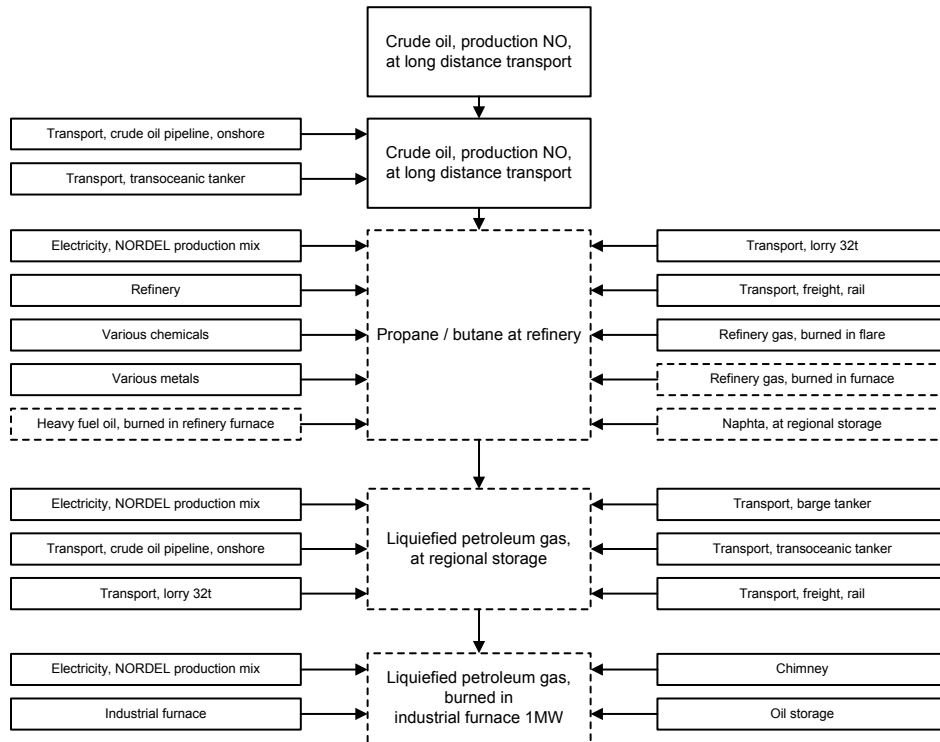 Crude oil, production NO,
at long distance transport
Transport, crude oil pipeline, onshore
Transport, transoceanic tanker
Crude oil, production NO,
at long distance transport
Electricity, NORDEL production mix
Refinery
Various chemicals
Various metals
Heavy fuel oil, burned in refinery furnace
Propane / butane at refinery
Transport, lorry 32t
Transport, freight, rail
Refinery gas, burned in flare
Refinery gas, burned in furnace
Naphta, at regional storage
Electricity, NORDEL production mix
Transport, crude oil pipeline, onshore
Transport, lorry 32t
Liquiefied petroleum gas,
at regional storage
Transport, barge tanker
Transport, transoceanic tanker
Transport, freight, rail
Electricity, NORDEL production mix
Industrial furnace
Liquiefied petroleum gas,
burned in
industrial furnace 1MW
Chimney
Oil storage